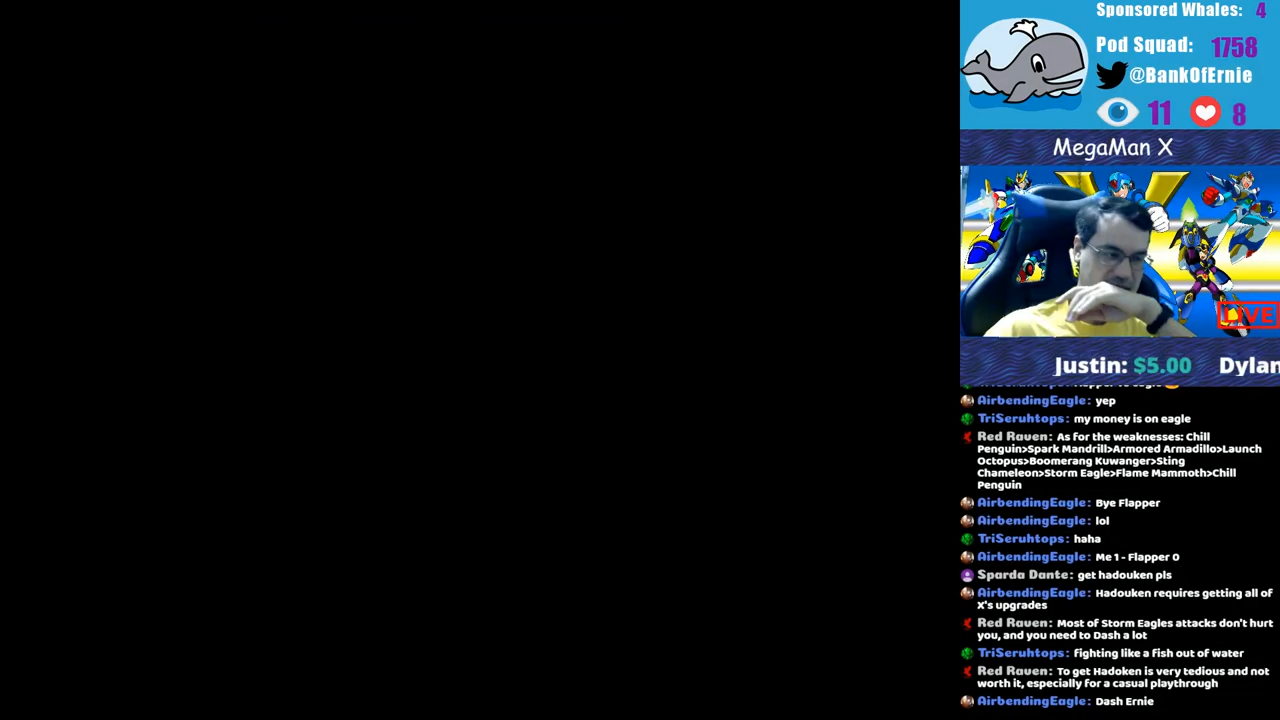 Sponsored Whales: 4
Pod Squad: 1758
@BankOfErnie
11 8
MegaMan X
LIVE
Justin: $5.00 Dylan
AirbendingEagle: yep
TriSeruhtops: my money is on eagle
Red Raven: As for the weaknesses: Chill
Penguin>Spark Mandrill>Armored Armadillo>Launch
Octopus>Boomerang Kuwanger>Sting
Chameleon>Storm Eagle>Flame Mammoth>Chill
Penguin
AirbendingEagle: Bye Flapper
AirbendingEagle: lol
TriSeruhtops: haha
AirbendingEagle: Me 1 - Flapper 0
Sparda Dante: get hadouken pls
AirbendingEagle: Hadouken requires getting all of
X's upgrades
Red Raven: Most of Storm Eagles attacks don't hurt
you, and you need to Dash a lot
TriSeruhtops: fighting like a fish out of water
Red Raven: To get Hadoken is very tedious and not
worth it, especially for a casual playthrough
AirbendingEagle: Dash Ernie